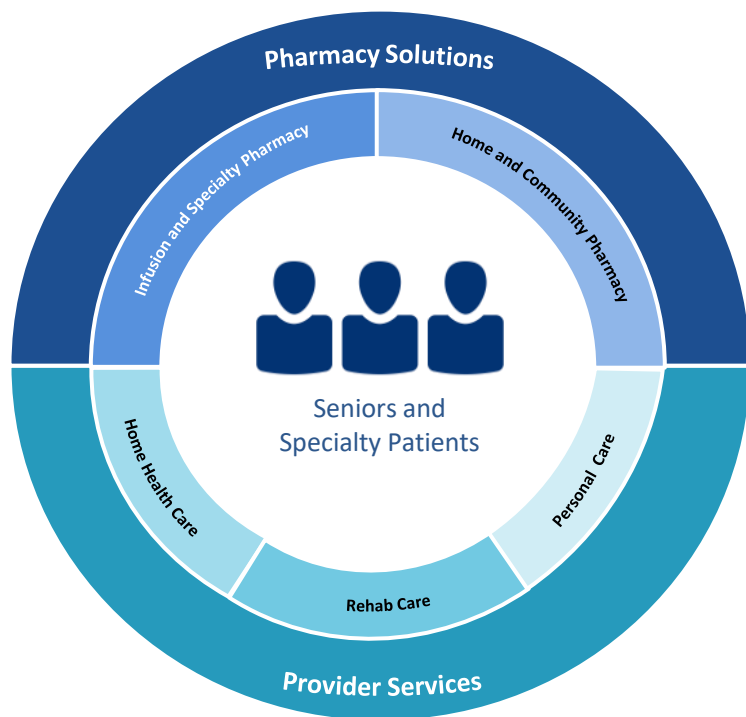 Pharmacy Solutions
Infusion and Specialty Pharmacy
Home and Community Pharmacy
Seniors and
Specialty Patients
Home Health Care
Personal Care
Rehab Care
Provider Services